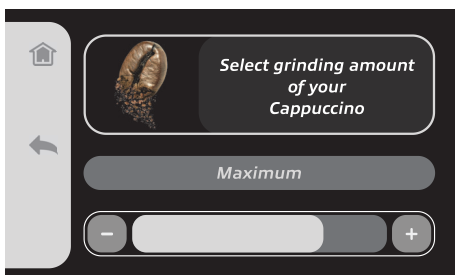 Select grinding amount
of your
Cappuccino
Maximum
- +